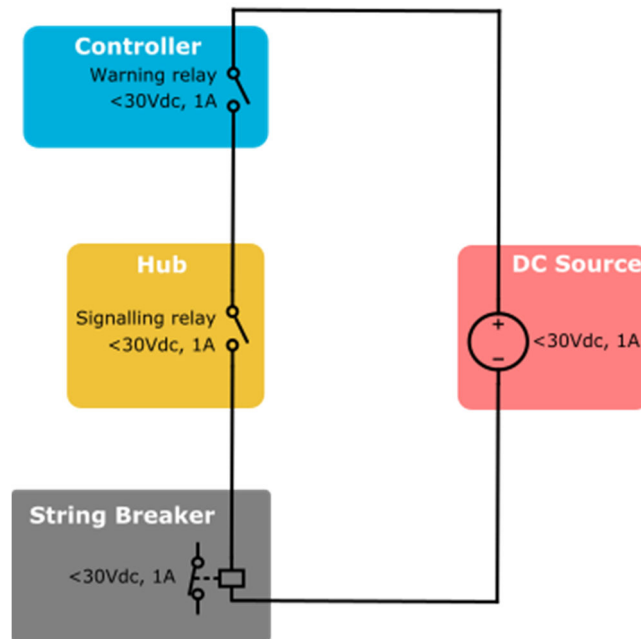 Controller
Warning relay
<30Vdc, 1A
Hub
Signalling relay
<30Vdc, 1A
DC Source
+
<30Vdc, 1A
−
String Breaker
<30Vdc, 1A